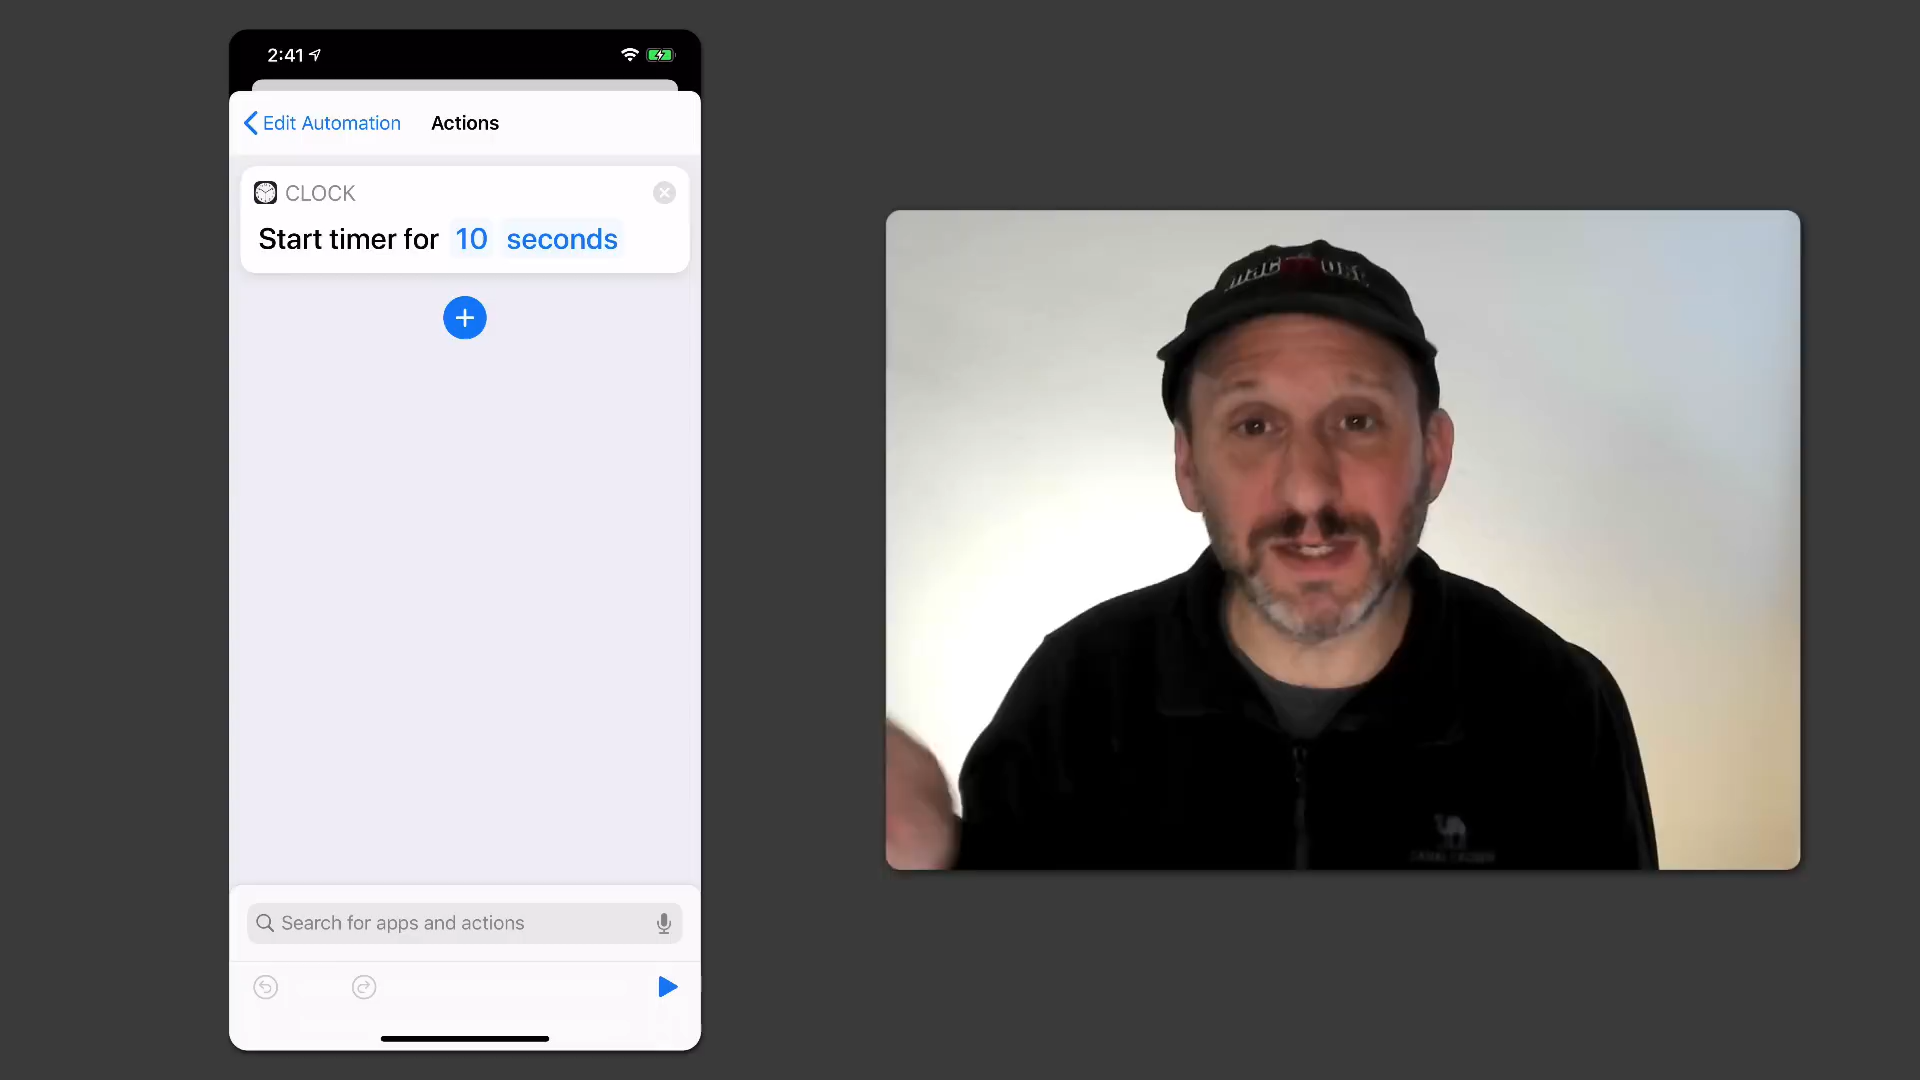 2:41
Edit Automation
Actions
CLOCK
Start timer for 10 seconds
Search for apps and actions